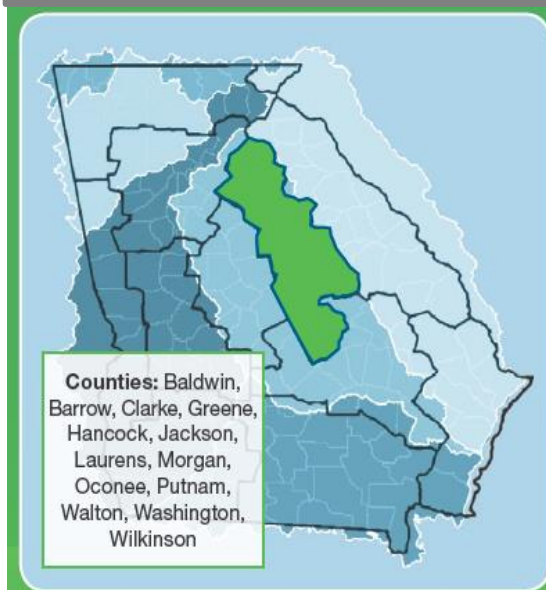 Counties: Baldwin,
Barrow, Clarke, Greene,
Hancock, Jackson,
Laurens, Morgan,
Oconee, Putnam,
Walton, Washington,
Wilkinson